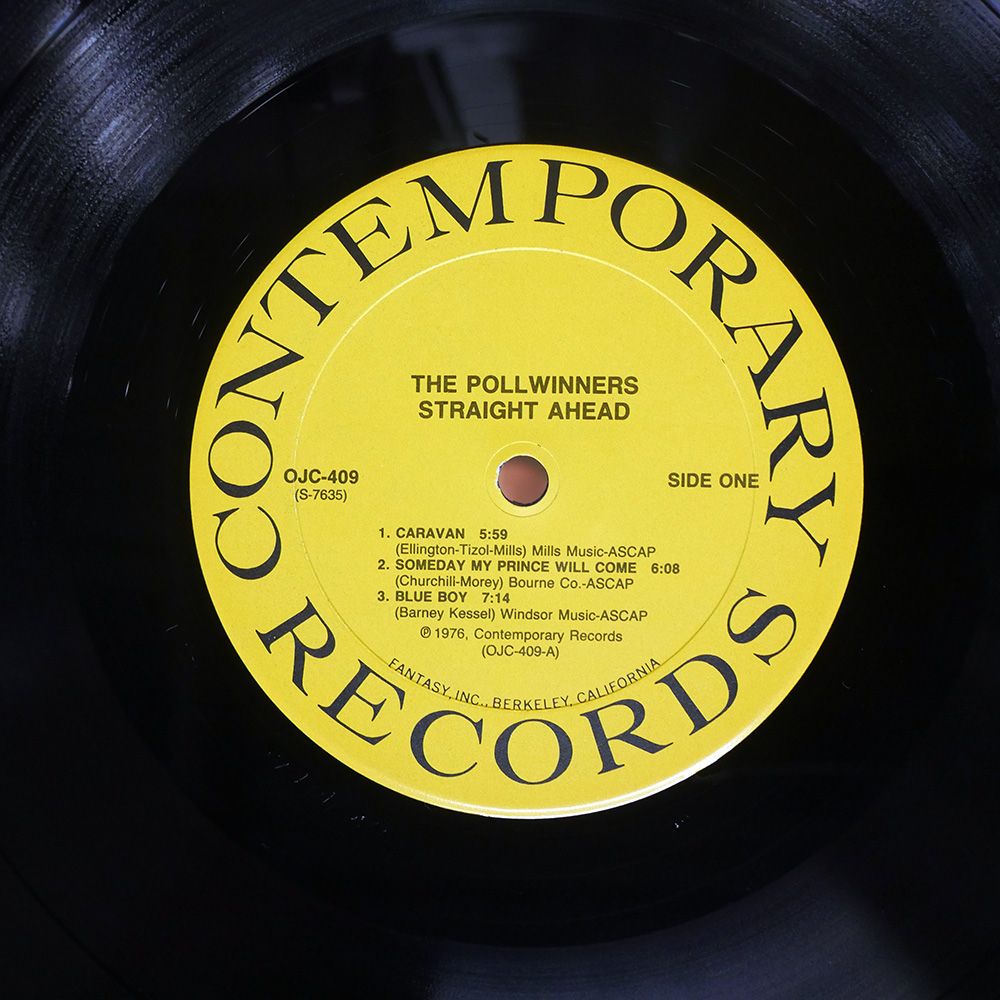 CONTEMPORARY RECORDS
THE POLLWINNERS
STRAIGHT AHEAD
OJC-409
(S-7635)
SIDE ONE
1. CARAVAN 5:59
(Ellington-Tizol-Mills) Mills Music-ASCAP
2. SOMEDAY MY PRINCE WILL COME 6:08
(Churchill-Morey) Bourne Co.-ASCAP
3. BLUE BOY 7:14
(Barney Kessel) Windsor Music-ASCAP
℗ 1976, Contemporary Records
(OJC-409-A)
FANTASY, INC., BERKELEY, CALIFORNIA